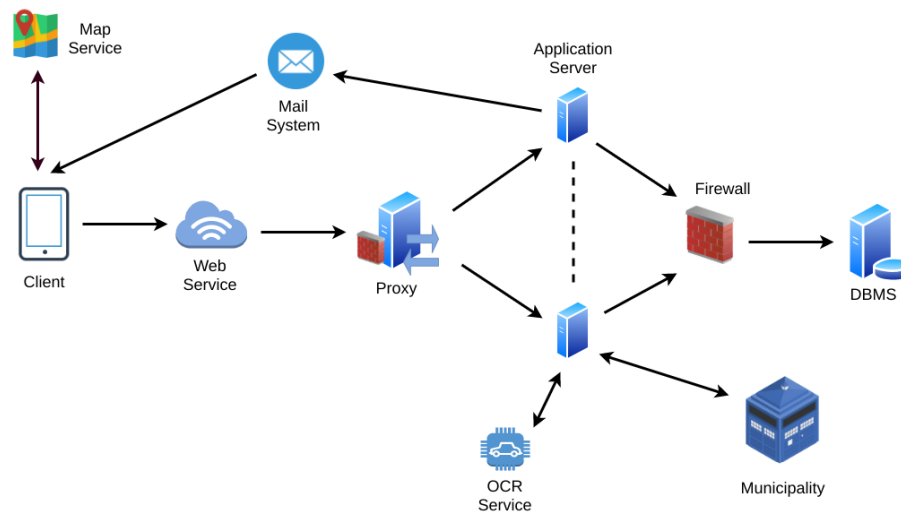 Map
Service
Mail
System
Application
Server
Firewall
Client
Web
Service
Proxy
DBMS
OCR
Service
Municipality